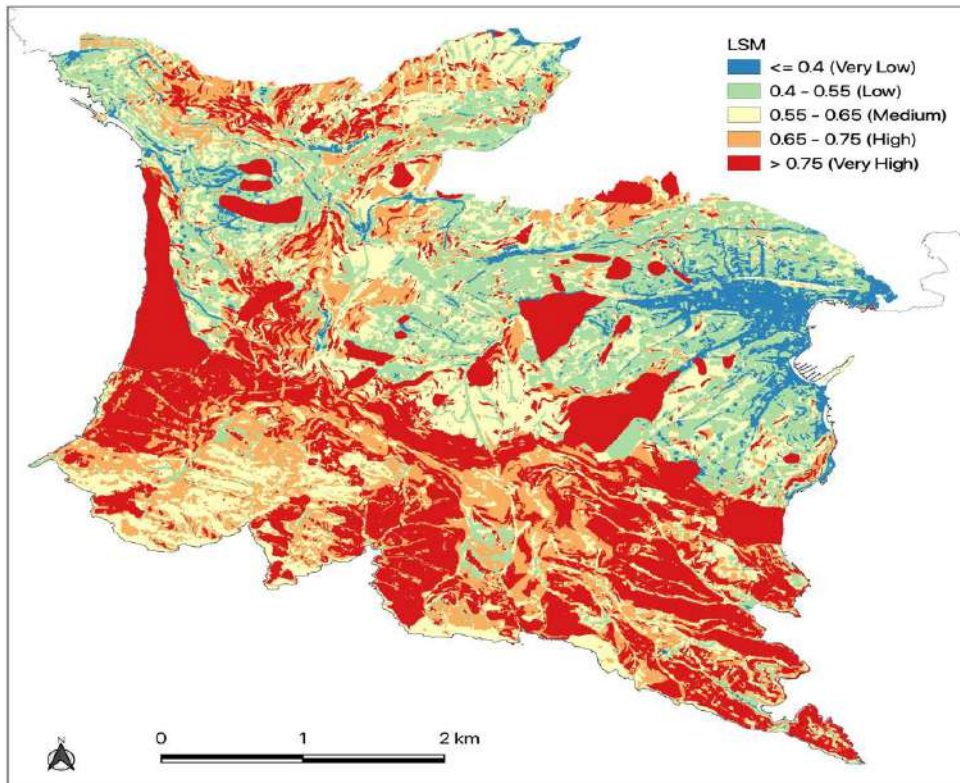 LSM
<= 0.4 (Very Low)
0.4 - 0.55 (Low)
0.55 - 0.65 (Medium)
0.65 - 0.75 (High)
> 0.75 (Very High)
0 1 2 km